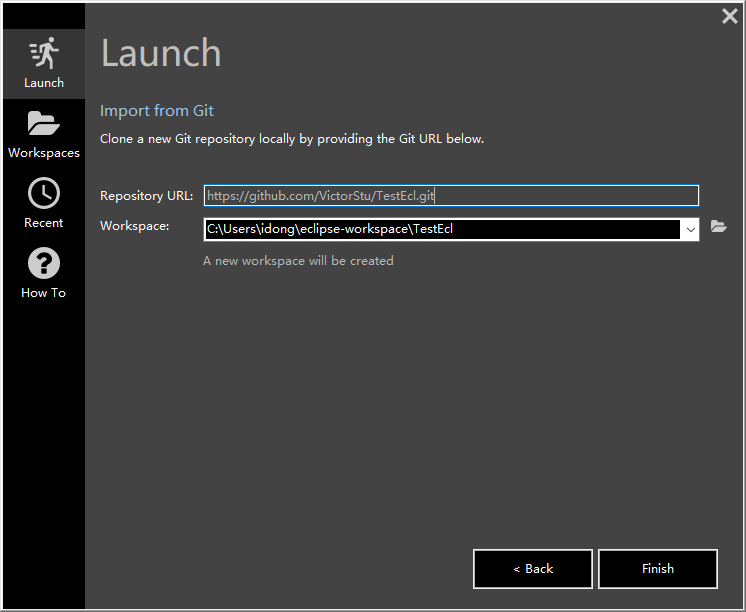 Launch
Workspaces
Recent
How To
Launch
Import from Git
Clone a new Git repository locally by providing the Git URL below.
Repository URL: https://github.com/VictorStu/TestEcl.git
Workspace: C:\Users\idong\eclipse-workspace\TestEcl
A new workspace will be created
< Back
Finish